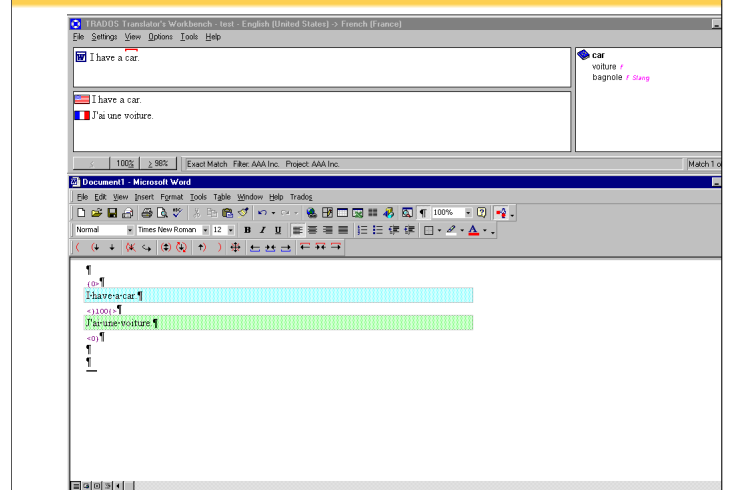 TRADOS Translator's Workbench - test - English (United States) -> French (France)
File Settings View Options Tools Help
I have a car.
car
voiture F
bagnole F Slang
I have a car.
J'ai une voiture.
< 100% ≥ 98% Exact Match Filter: AAA Inc. Project: AAA Inc. Match 1 o
Document1 - Microsoft Word
File Edit View Insert Format Tools Table Window Help Trados
¶ 100%
Normal Times New Roman 12 B I U A
¶
{0>¶
I·have·a·car.¶
<}100{>¶
J'ai·une·voiture.¶
<0}¶
¶
¶